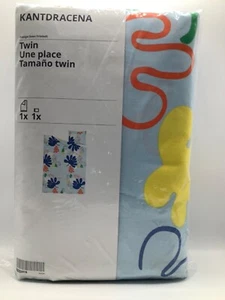 KANTDRACENA
Twin
Une place
Tamaño twin
1x 1x